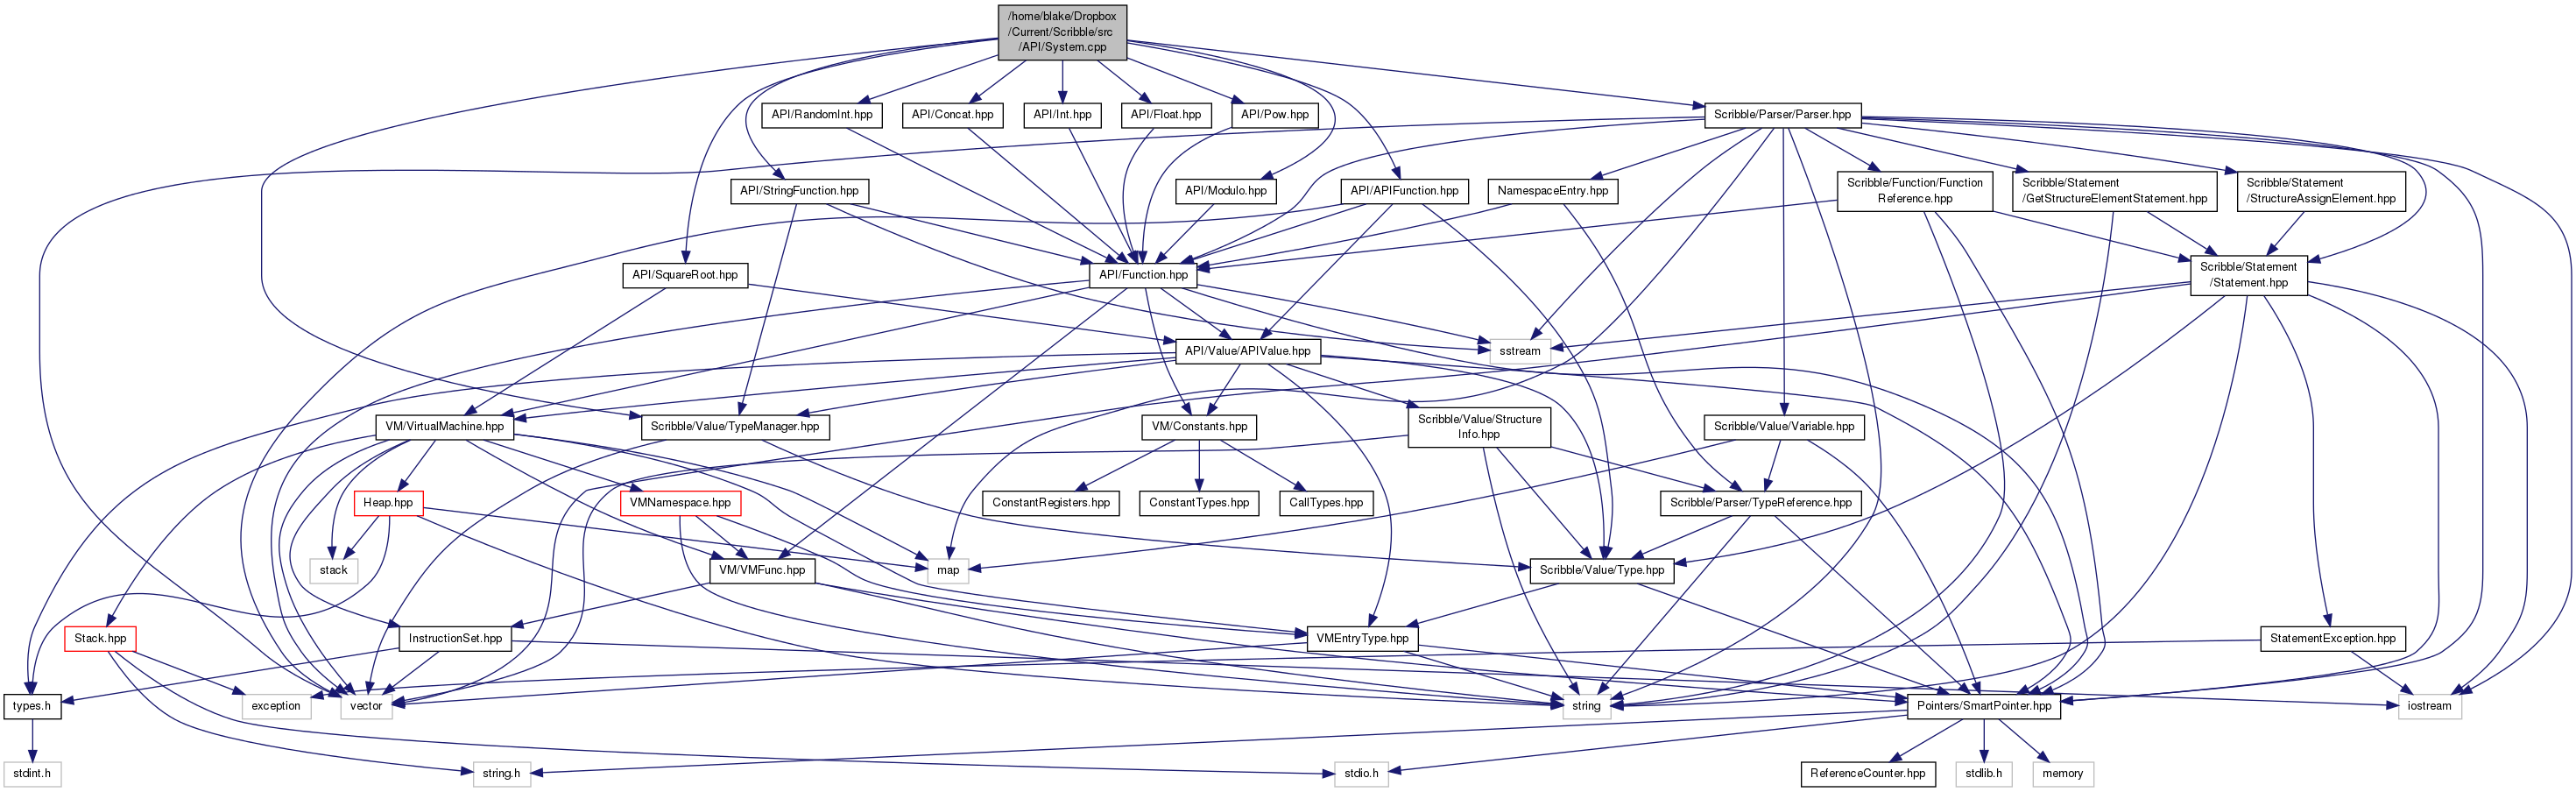 /home/blake/Dropbox
/Current/Scribble/src
/API/System.cpp
API/RandomInt.hpp
API/Concat.hpp
API/Int.hpp
API/Float.hpp
API/Pow.hpp
Scribble/Parser/Parser.hpp
API/StringFunction.hpp
API/Modulo.hpp
API/APIFunction.hpp
NamespaceEntry.hpp
Scribble/Function/Function
Reference.hpp
Scribble/Statement
/GetStructureElementStatement.hpp
Scribble/Statement
/StructureAssignElement.hpp
API/SquareRoot.hpp
API/Function.hpp
Scribble/Statement
/Statement.hpp
API/Value/APIValue.hpp
sstream
VM/VirtualMachine.hpp
Scribble/Value/TypeManager.hpp
VM/Constants.hpp
Scribble/Value/Structure
Info.hpp
Scribble/Value/Variable.hpp
Heap.hpp
VMNamespace.hpp
ConstantRegisters.hpp
ConstantTypes.hpp
CallTypes.hpp
Scribble/Parser/TypeReference.hpp
stack
VM/VMFunc.hpp
map
Scribble/Value/Type.hpp
Stack.hpp
InstructionSet.hpp
VMEntryType.hpp
StatementException.hpp
types.h
exception
vector
string
Pointers/SmartPointer.hpp
iostream
stdint.h
string.h
stdio.h
ReferenceCounter.hpp
stdlib.h
memory